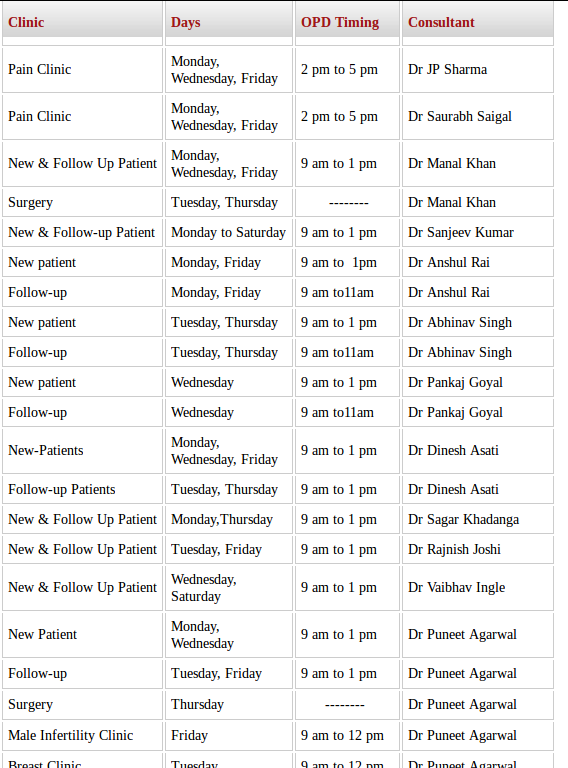 Clinic Days OPD Timing Consultant
Pain Clinic Monday, Wednesday, Friday 2 pm to 5 pm Dr JP Sharma
Pain Clinic Monday, Wednesday, Friday 2 pm to 5 pm Dr Saurabh Saigal
New & Follow Up Patient Monday, Wednesday, Friday 9 am to 1 pm Dr Manal Khan
Surgery Tuesday, Thursday -------- Dr Manal Khan
New & Follow-up Patient Monday to Saturday 9 am to 1 pm Dr Sanjeev Kumar
New patient Monday, Friday 9 am to 1pm Dr Anshul Rai
Follow-up Monday, Friday 9 am to11am Dr Anshul Rai
New patient Tuesday, Thursday 9 am to 1 pm Dr Abhinav Singh
Follow-up Tuesday, Thursday 9 am to11am Dr Abhinav Singh
New patient Wednesday 9 am to 1 pm Dr Pankaj Goyal
Follow-up Wednesday 9 am to11am Dr Pankaj Goyal
New-Patients Monday, Wednesday, Friday 9 am to 1 pm Dr Dinesh Asati
Follow-up Patients Tuesday, Thursday 9 am to 1 pm Dr Dinesh Asati
New & Follow Up Patient Monday,Thursday 9 am to 1 pm Dr Sagar Khadanga
New & Follow Up Patient Tuesday, Friday 9 am to 1 pm Dr Rajnish Joshi
New & Follow Up Patient Wednesday, Saturday 9 am to 1 pm Dr Vaibhav Ingle
New Patient Monday, Wednesday 9 am to 1 pm Dr Puneet Agarwal
Follow-up Tuesday, Friday 9 am to 1 pm Dr Puneet Agarwal
Surgery Thursday -------- Dr Puneet Agarwal
Male Infertility Clinic Friday 9 am to 12 pm Dr Puneet Agarwal
Breast Clinic Tuesday 9 am to 12 pm Dr Puneet Agarwal